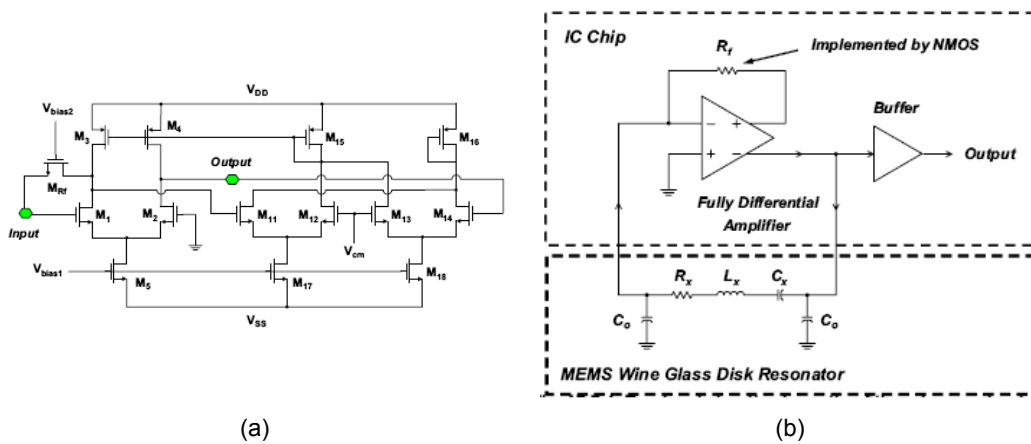 V_DD
V_bias2
M_3
M_4
M_15
M_16
Output
M_Rf
M_1
M_2
M_11
M_12
M_13
M_14
Input
V_cm
V_bias1
M_5
M_17
M_18
V_SS
(a)
IC Chip
R_f
Implemented by NMOS
Buffer
Output
Fully Differential
Amplifier
R_x
L_x
C_x
C_o
C_o
MEMS Wine Glass Disk Resonator
(b)